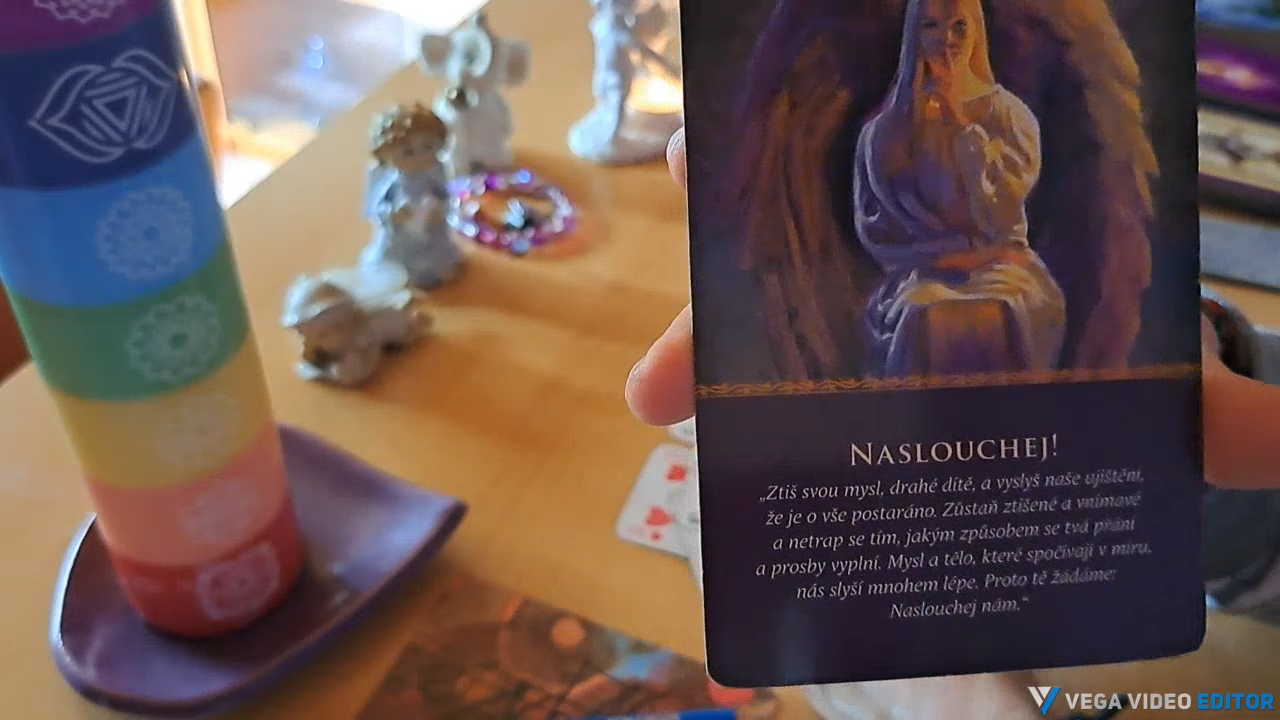 NASLOUCHEJ!
„Ztiš svou mysl, drahé dítě, a vyslyš naše ujištění,
že je o vše postaráno. Zůstaň ztišené a vnímavé
a netrap se tím, jakým způsobem se tvá přání
a prosby vyplní. Mysl a tělo, které spočívají v míru,
nás slyší mnohem lépe. Proto tě žádáme:
Naslouchej nám.“
VEGA VIDEO EDITOR